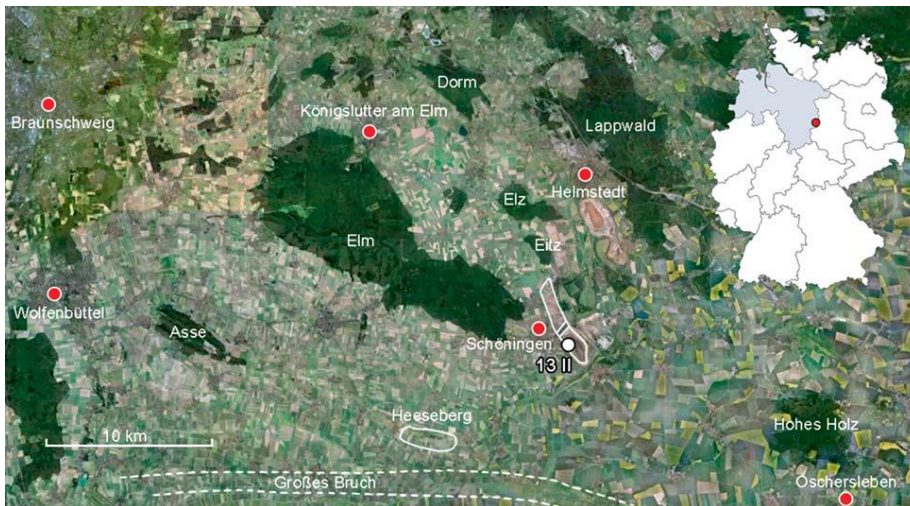 Dorm
Königslutter am Elm
Braunschweig
Lappwald
Helmstedt
Elz
Elm
Eitz
Wolfenbüttel
Asse
Schöningen
13 II
Heeseberg
Hohes Holz
10 km
Großes Bruch
Oschersleben